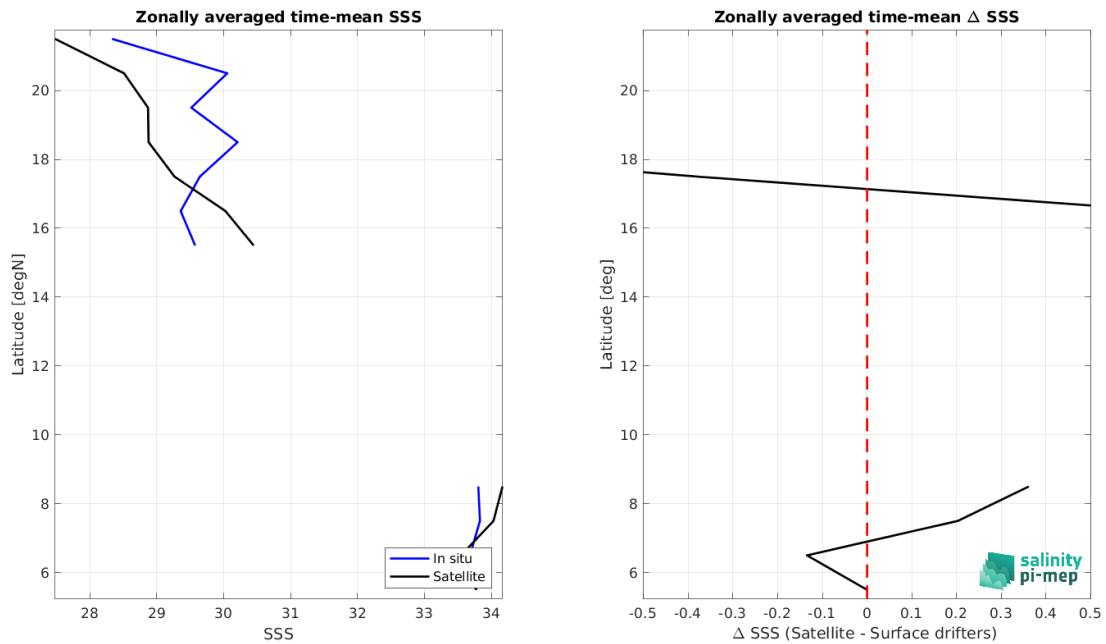 Zonally averaged time-mean SSS
20
18
16
14
12
10
8
6
Latitude [degN]
28 29 30 31 32 33 34
SSS
In situ
Satellite
Zonally averaged time-mean Δ SSS
20
18
16
14
12
10
8
6
Latitude [deg]
-0.5 -0.4 -0.3 -0.2 -0.1 0 0.1 0.2 0.3 0.4 0.5
Δ SSS (Satellite - Surface drifters)
salinity
pi-mep